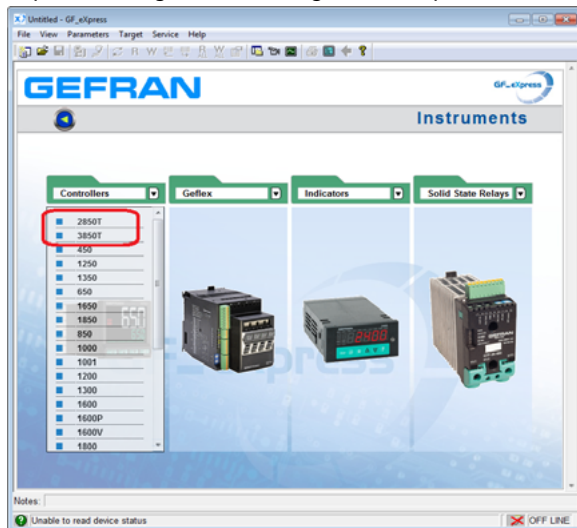 Untitled - GF_eXpress
File View Parameters Target Service Help
GEFRAN
GF_eXpress
Instruments
Controllers
Geflex
Indicators
Solid State Relays
2850T
3850T
450
1250
1350
650
1650
1850
850
1000
1001
1200
1300
1600
1600P
1600V
1800
Notes:
Unable to read device status
OFF LINE